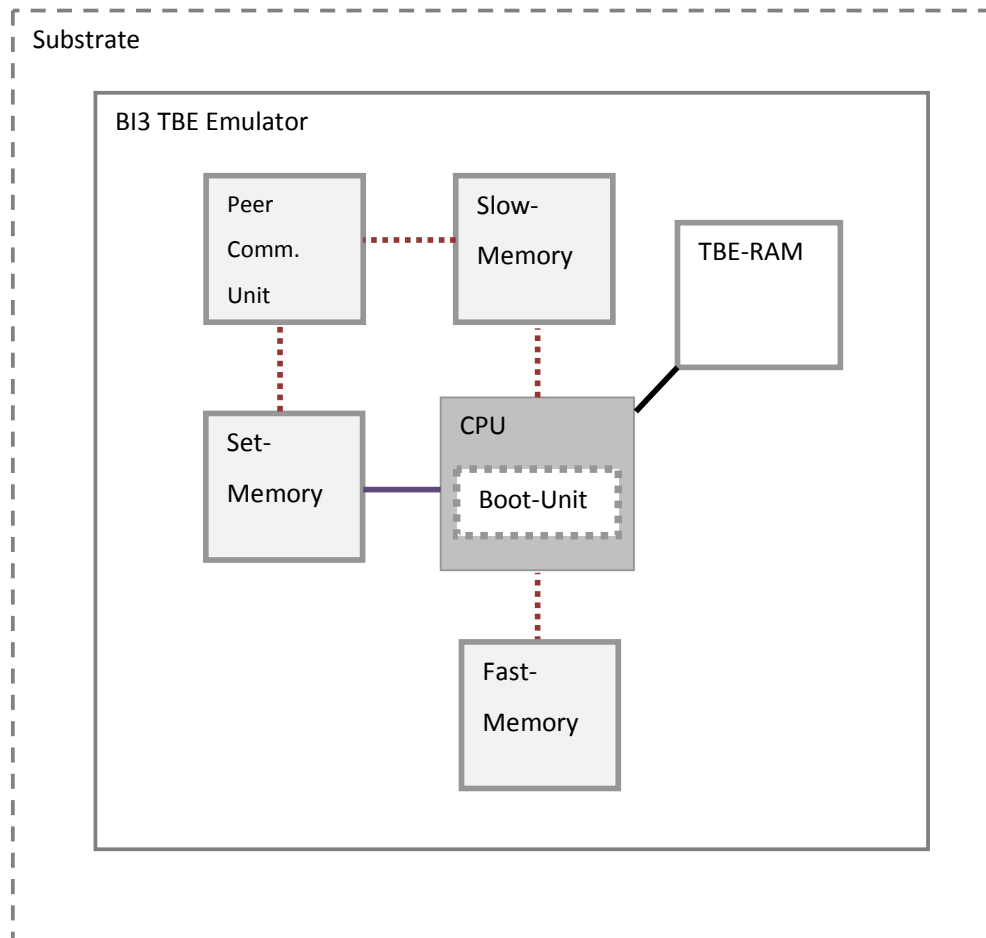 Substrate
BI3 TBE Emulator
Peer
Comm.
Unit
Slow-
Memory
TBE-RAM
Set-
Memory
CPU
Boot-Unit
Fast-
Memory